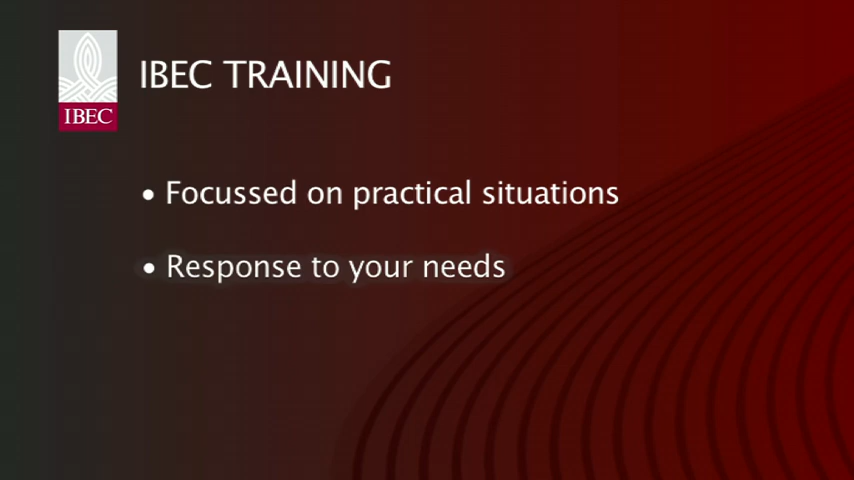 IBEC TRAINING
IBEC
• Focussed on practical situations
• Response to your needs